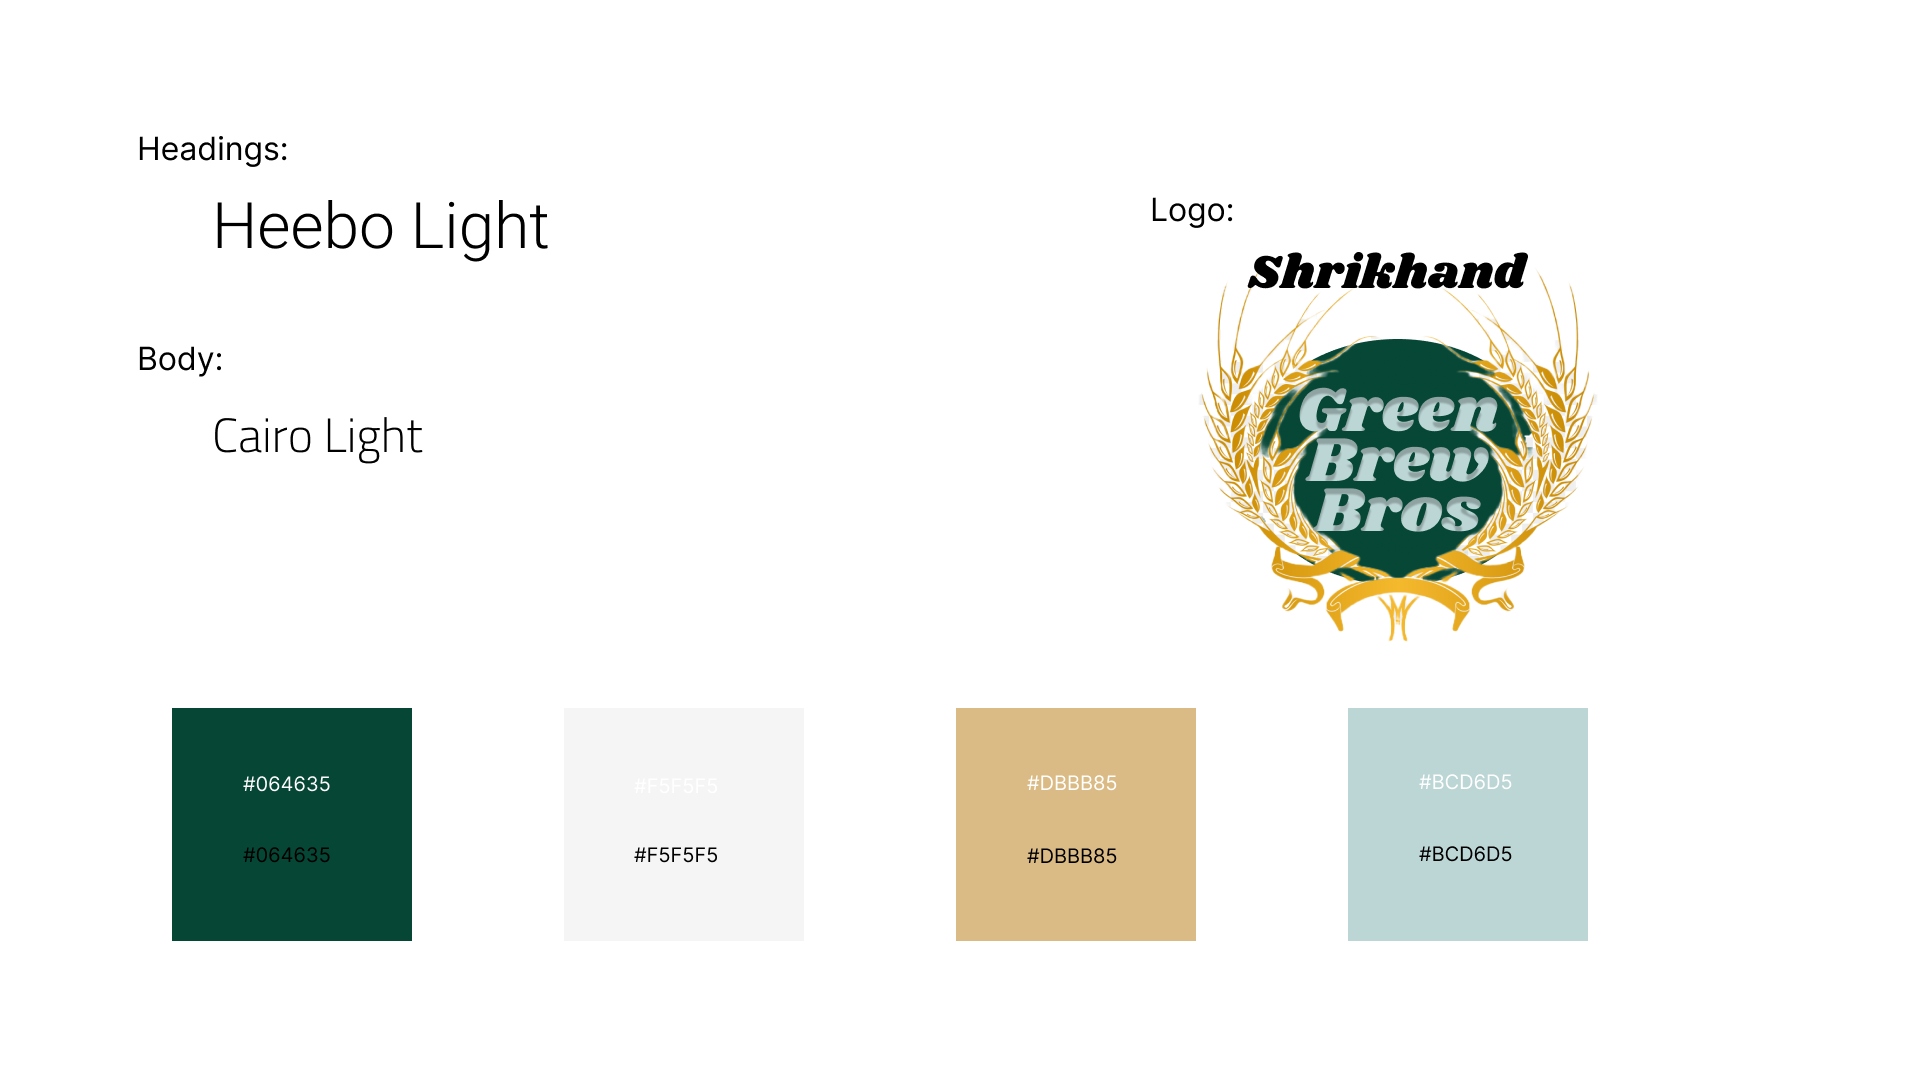 Headings:
Heebo Light
Body:
Cairo Light
Logo:
Shrikhand
Green
Brew
Bros
#064635
#064635
#F5F5F5
#F5F5F5
#DBBB85
#DBBB85
#BCD6D5
#BCD6D5